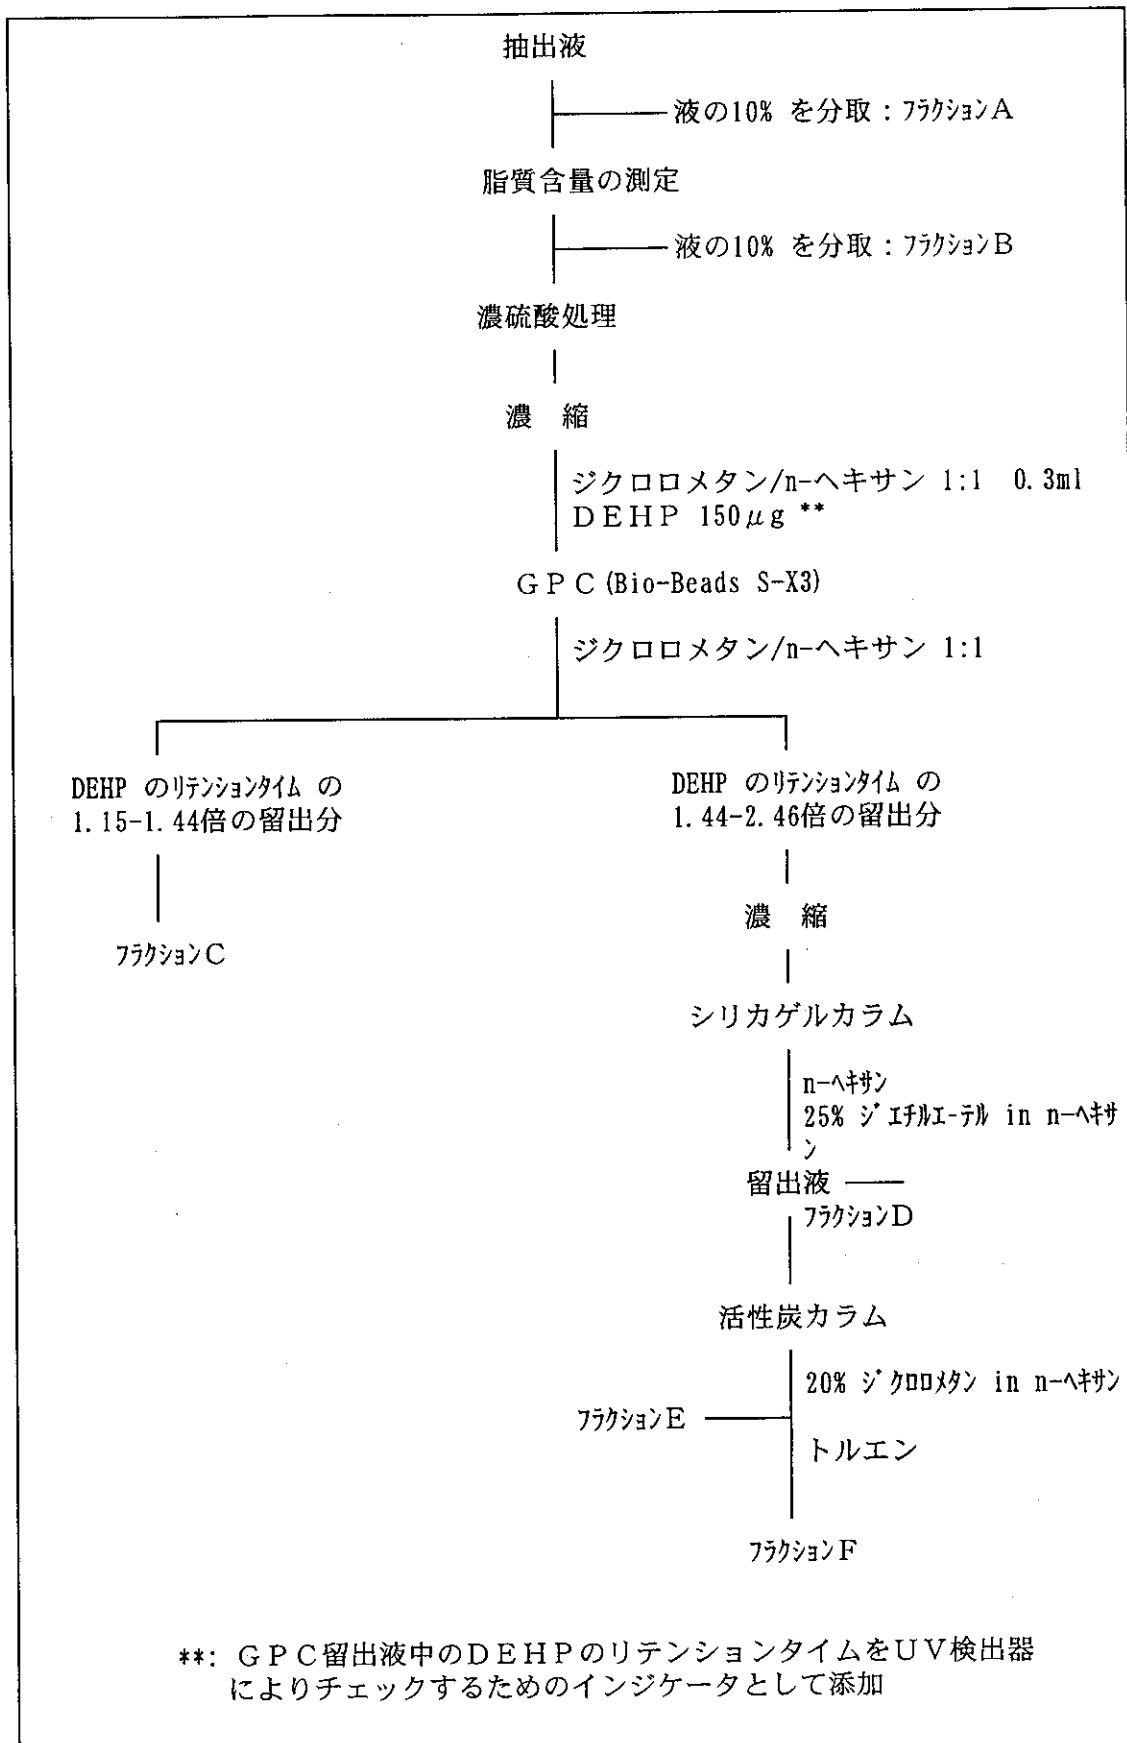 抽出液
液の10% を分取：ﾌﾗｸｼｮﾝＡ
脂質含量の測定
液の10% を分取：ﾌﾗｸｼｮﾝＢ
濃硫酸処理
濃　縮
ジクロロメタン/n-ヘキサン 1:1　0.3ml
ＤＥＨＰ 150μg **
ＧＰＣ(Bio-Beads S-X3)
ジクロロメタン/n-ヘキサン 1:1
DEHP のﾘﾃﾝｼｮﾝﾀｲﾑ の
1.15-1.44倍の留出分
DEHP のﾘﾃﾝｼｮﾝﾀｲﾑ の
1.44-2.46倍の留出分
濃　縮
ﾌﾗｸｼｮﾝＣ
シリカゲルカラム
n-ﾍｷｻﾝ
25% ｼﾞｴﾁﾙｴ-ﾃﾙ in n-ﾍｷｻ
ﾝ
留出液
ﾌﾗｸｼｮﾝＤ
活性炭カラム
20% ｼﾞｸﾛﾛﾒﾀﾝ in n-ﾍｷｻﾝ
ﾌﾗｸｼｮﾝＥ
トルエン
ﾌﾗｸｼｮﾝＦ
**: ＧＰＣ留出液中のＤＥＨＰのリテンションタイムをＵＶ検出器
によりチェックするためのインジケータとして添加